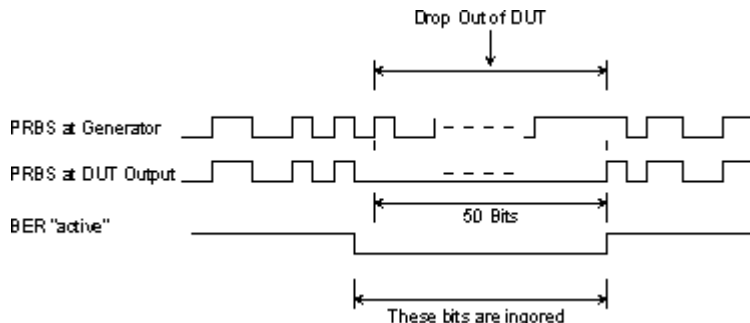 Drop Out of DUT
PRBS at Generator
PRBS at DUT Output
50 Bits
BER "active"
These bits are ingored